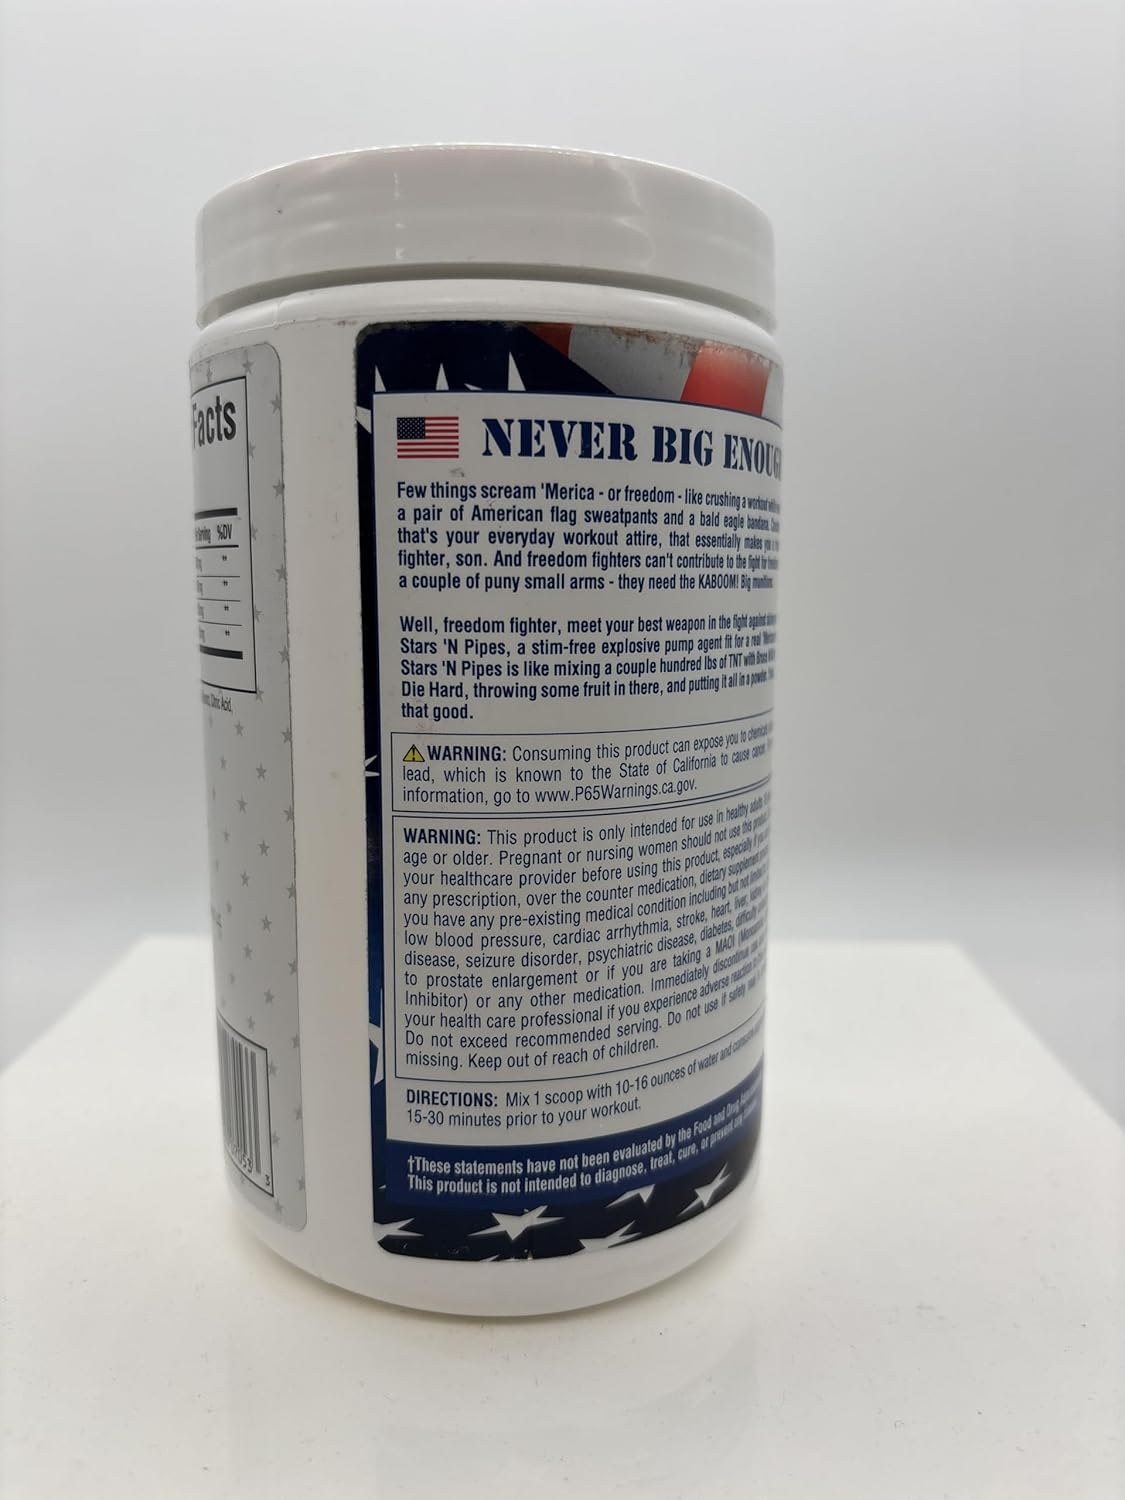 Facts
%DV
**
**
**
**
Citric Acid,
3
NEVER BIG
Few things scream 'Merica - or freedom - like crushing a workout
a pair of American flag sweatpants and a bald eagle bandana.
that's your everyday workout attire, that essentially makes you
fighter, son. And freedom fighters can't contribute to the fight for
a couple of puny small arms - they need the KABOOM! Big munitions.
Well, freedom fighter, meet your best weapon in the fight against
Stars 'N Pipes, a stim-free explosive pump agent fit for a real
Stars 'N Pipes is like mixing a couple hundred lbs of TNT with Bruce
Die Hard, throwing some fruit in there, and putting it all in a powder.
that good.
WARNING: Consuming this product can expose you to
lead, which is known to the State of California to cause
information, go to www.P65Warnings.ca.gov.
WARNING: This product is only intended for use in healthy adults
age or older. Pregnant or nursing women should not use this product.
your healthcare provider before using this product, especially if you
any prescription, over the counter medication, dietary supplement
you have any pre-existing medical condition including but not limited
low blood pressure, cardiac arrhythmia, stroke, heart, liver,
disease, seizure disorder, psychiatric disease, diabetes, difficulty
to prostate enlargement or if you are taking a MAOI
Inhibitor) or any other medication. Immediately discontinue
your health care professional if you experience adverse reaction
Do not exceed recommended serving. Do not use if safety
missing. Keep out of reach of children.
DIRECTIONS: Mix 1 scoop with 10-16 ounces of water and consume
15-30 minutes prior to your workout.
†These statements have not been evaluated by the Food and Drug
This product is not intended to diagnose, treat, cure, or prevent any